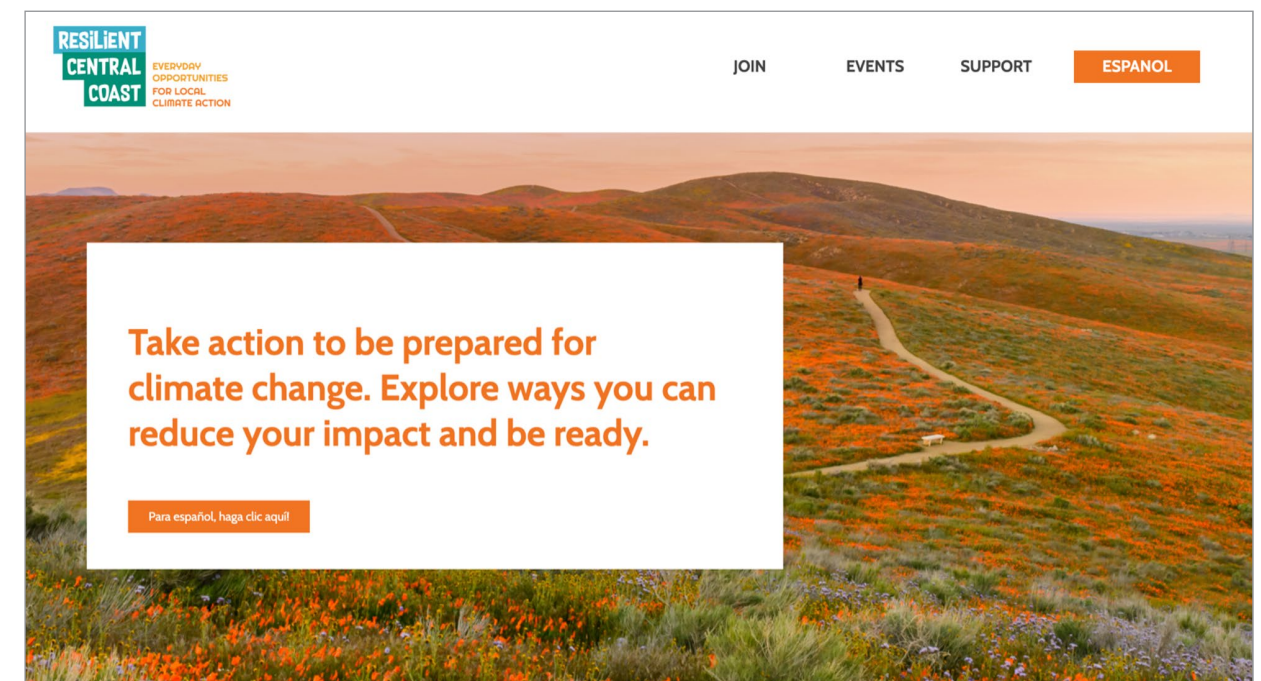 RESiLiENT
CENTRAL
COAST
EVERYDAY
OPPORTUNITIES
FOR LOCAL
CLIMATE ACTION
JOIN EVENTS SUPPORT ESPANOL
Take action to be prepared for
climate change. Explore ways you can
reduce your impact and be ready.
Para español, haga clic aquí!